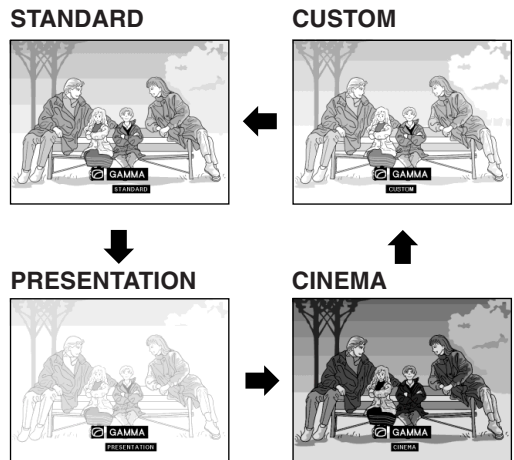 STANDARD
CUSTOM
GAMMA
STANDARD
GAMMA
CUSTOM
PRESENTATION
CINEMA
GAMMA
PRESENTATION
GAMMA
CINEMA